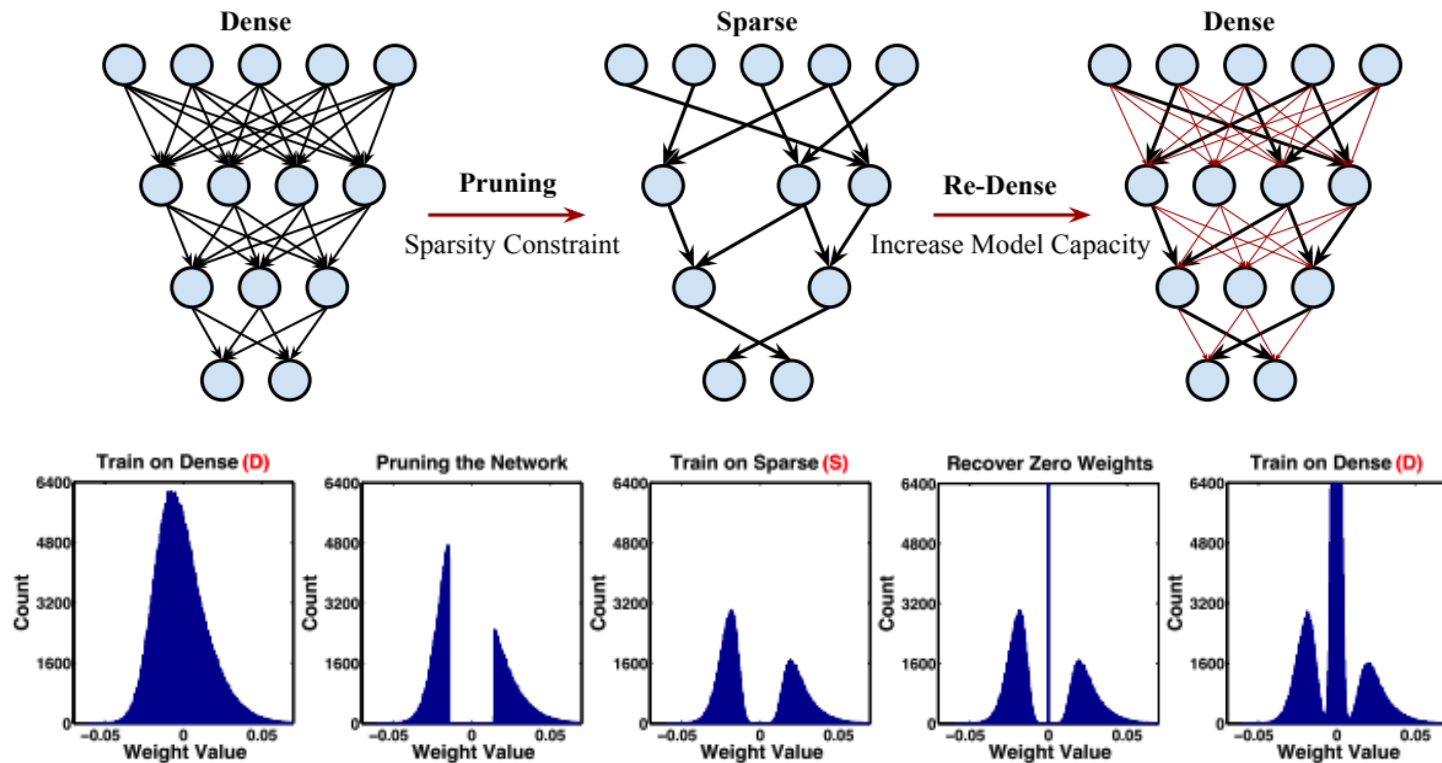 Dense
Sparse
Dense
Pruning
Sparsity Constraint
Re-Dense
Increase Model Capacity
Train on Dense (D)
6400
4800
3200
1600
0
Count
−0.05
0
0.05
Weight Value
Pruning the Network
6400
4800
3200
1600
0
Count
−0.05
0
0.05
Weight Value
Train on Sparse (S)
6400
4800
3200
1600
0
Count
−0.05
0
0.05
Weight Value
Recover Zero Weights
6400
4800
3200
1600
0
Count
−0.05
0
0.05
Weight Value
Train on Dense (D)
6400
4800
3200
1600
0
Count
−0.05
0
0.05
Weight Value